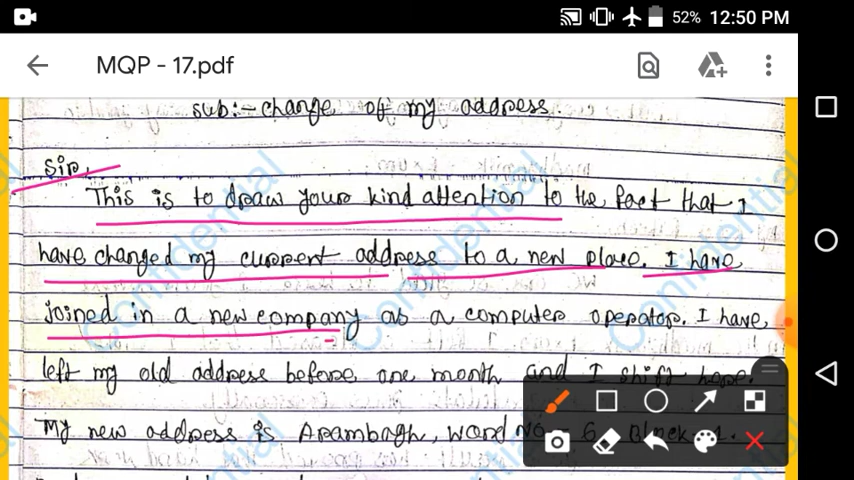 52% 12:50 PM
MQP - 17.pdf
sub:- change of my address.
Sir,
This is to draw your kind attention to the fact that I
have changed my current address to a new place. I have
joined in a new company as a computer operator. I have
left my old address before one month and I shift here.
My new address is Arambagh, Word No - 6, Block - 1.
Confidential